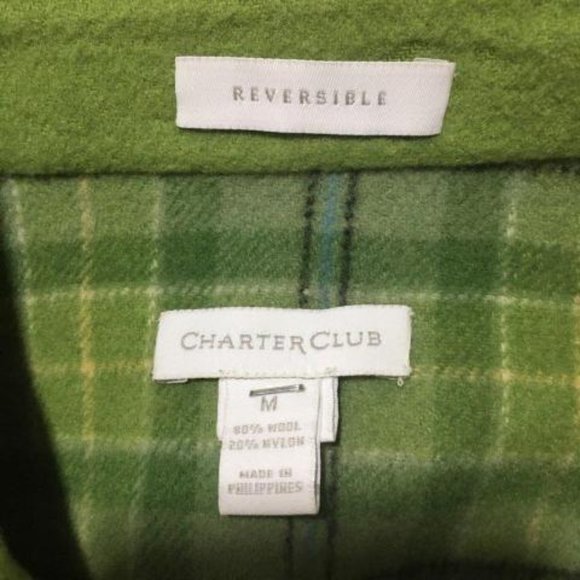 REVERSIBLE
CHARTER CLUB
M
80% WOOL
20% NYLON
MADE IN
PHILIPPINES